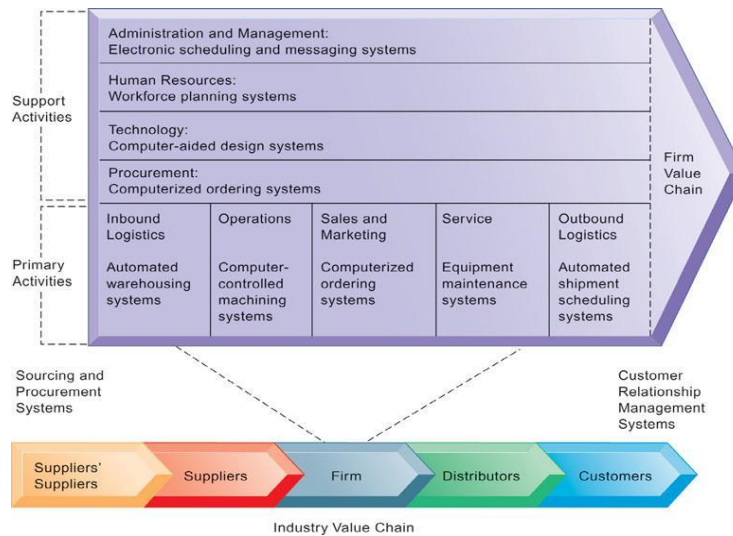 Administration and Management:
Electronic scheduling and messaging systems
Human Resources:
Workforce planning systems
Support
Activities
Technology:
Computer-aided design systems
Procurement:
Computerized ordering systems
Firm
Value
Chain
Primary
Activities
Inbound
Logistics
Automated
warehousing
systems
Operations
Computer-
controlled
machining
systems
Sales and
Marketing
Computerized
ordering
systems
Service
Equipment
maintenance
systems
Outbound
Logistics
Automated
shipment
scheduling
systems
Sourcing and
Procurement
Systems
Customer
Relationship
Management
Systems
Suppliers'
Suppliers
Suppliers
Firm
Distributors
Customers
Industry Value Chain